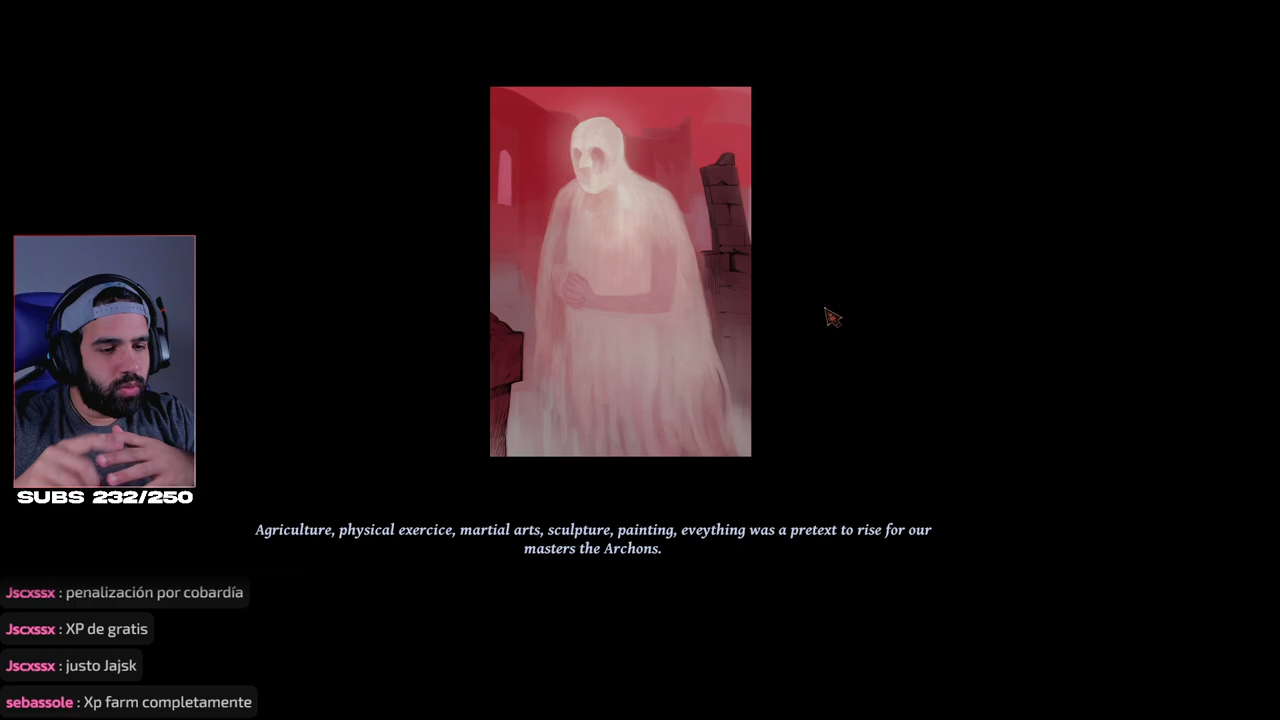 SUBS 232/250
Agriculture, physical exercice, martial arts, sculpture, painting, eveything was a pretext to rise for our
masters the Archons.
Jscxssx : penalización por cobardía
Jscxssx : XP de gratis
Jscxssx : justo Jajsk
sebassole : Xp farm completamente